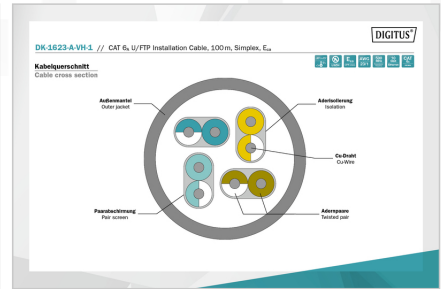 DIGITUS®
DK-1623-A-VH-1 // CAT 6A U/FTP Installation Cable, 100 m, Simplex, Eca
Kabelquerschnitt
Cable cross section
Außenmantel
Outer jacket
Aderisolierung
Isolation
Cu-Draht
Cu-Wire
Paarabschirmung
Pair screen
Adernpaare
Twisted pair